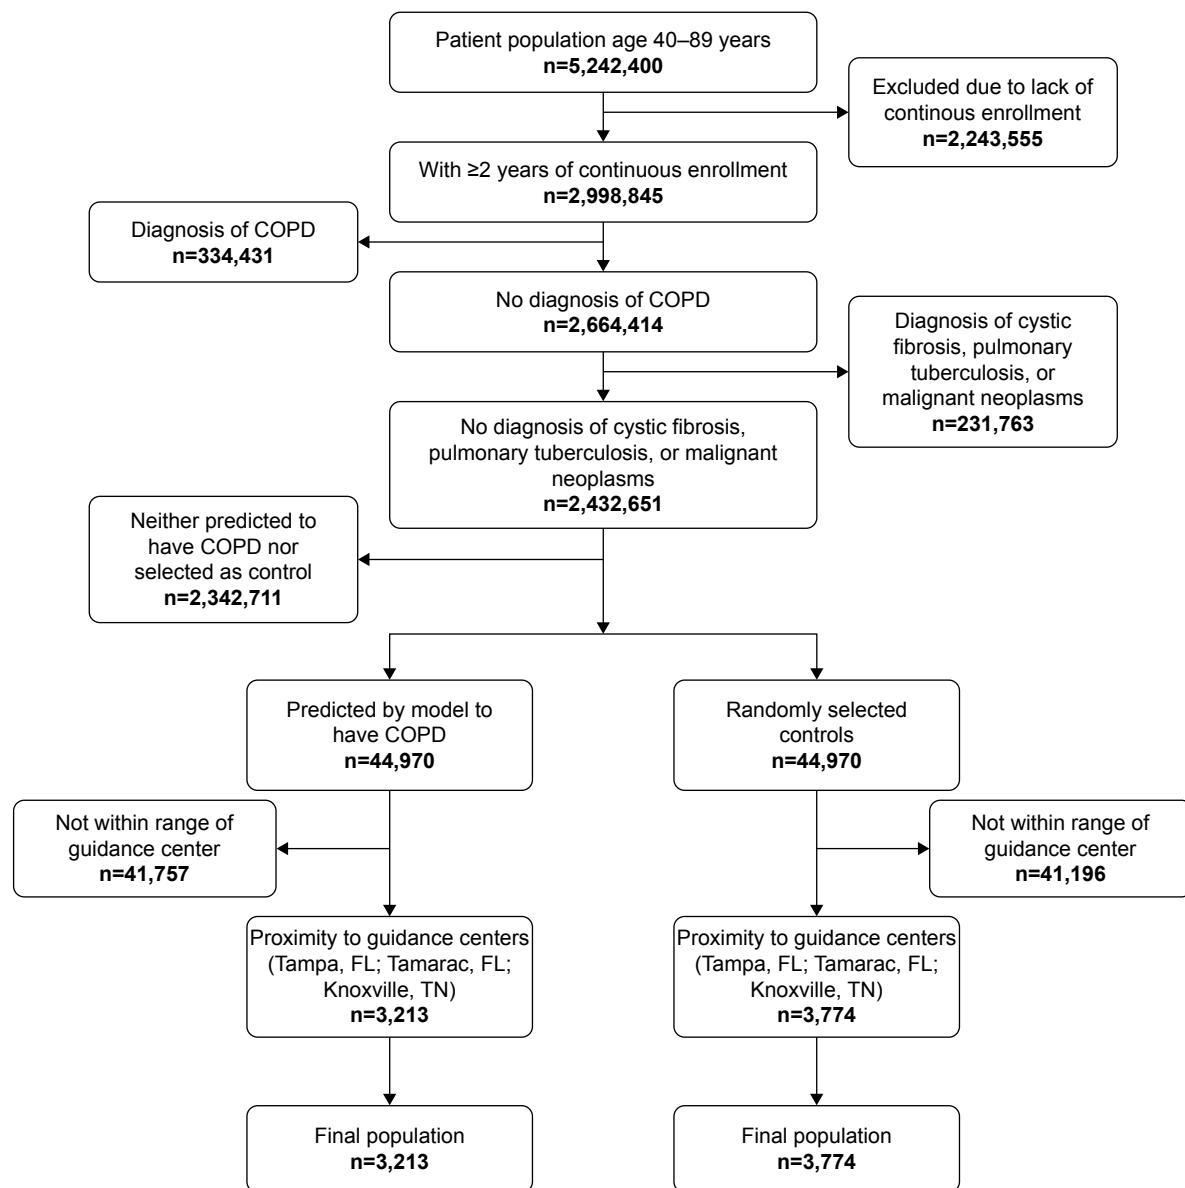 Patient population age 40–89 years
n=5,242,400
Excluded due to lack of
continous enrollment
n=2,243,555
With ≥2 years of continuous enrollment
n=2,998,845
Diagnosis of COPD
n=334,431
No diagnosis of COPD
n=2,664,414
Diagnosis of cystic
fibrosis, pulmonary
tuberculosis, or
malignant neoplasms
n=231,763
No diagnosis of cystic fibrosis,
pulmonary tuberculosis, or malignant
neoplasms
n=2,432,651
Neither predicted to
have COPD nor
selected as control
n=2,342,711
Predicted by model to
have COPD
n=44,970
Randomly selected
controls
n=44,970
Not within range of
guidance center
n=41,757
Not within range of
guidance center
n=41,196
Proximity to guidance centers
(Tampa, FL; Tamarac, FL;
Knoxville, TN)
n=3,213
Proximity to guidance centers
(Tampa, FL; Tamarac, FL;
Knoxville, TN)
n=3,774
Final population
n=3,213
Final population
n=3,774